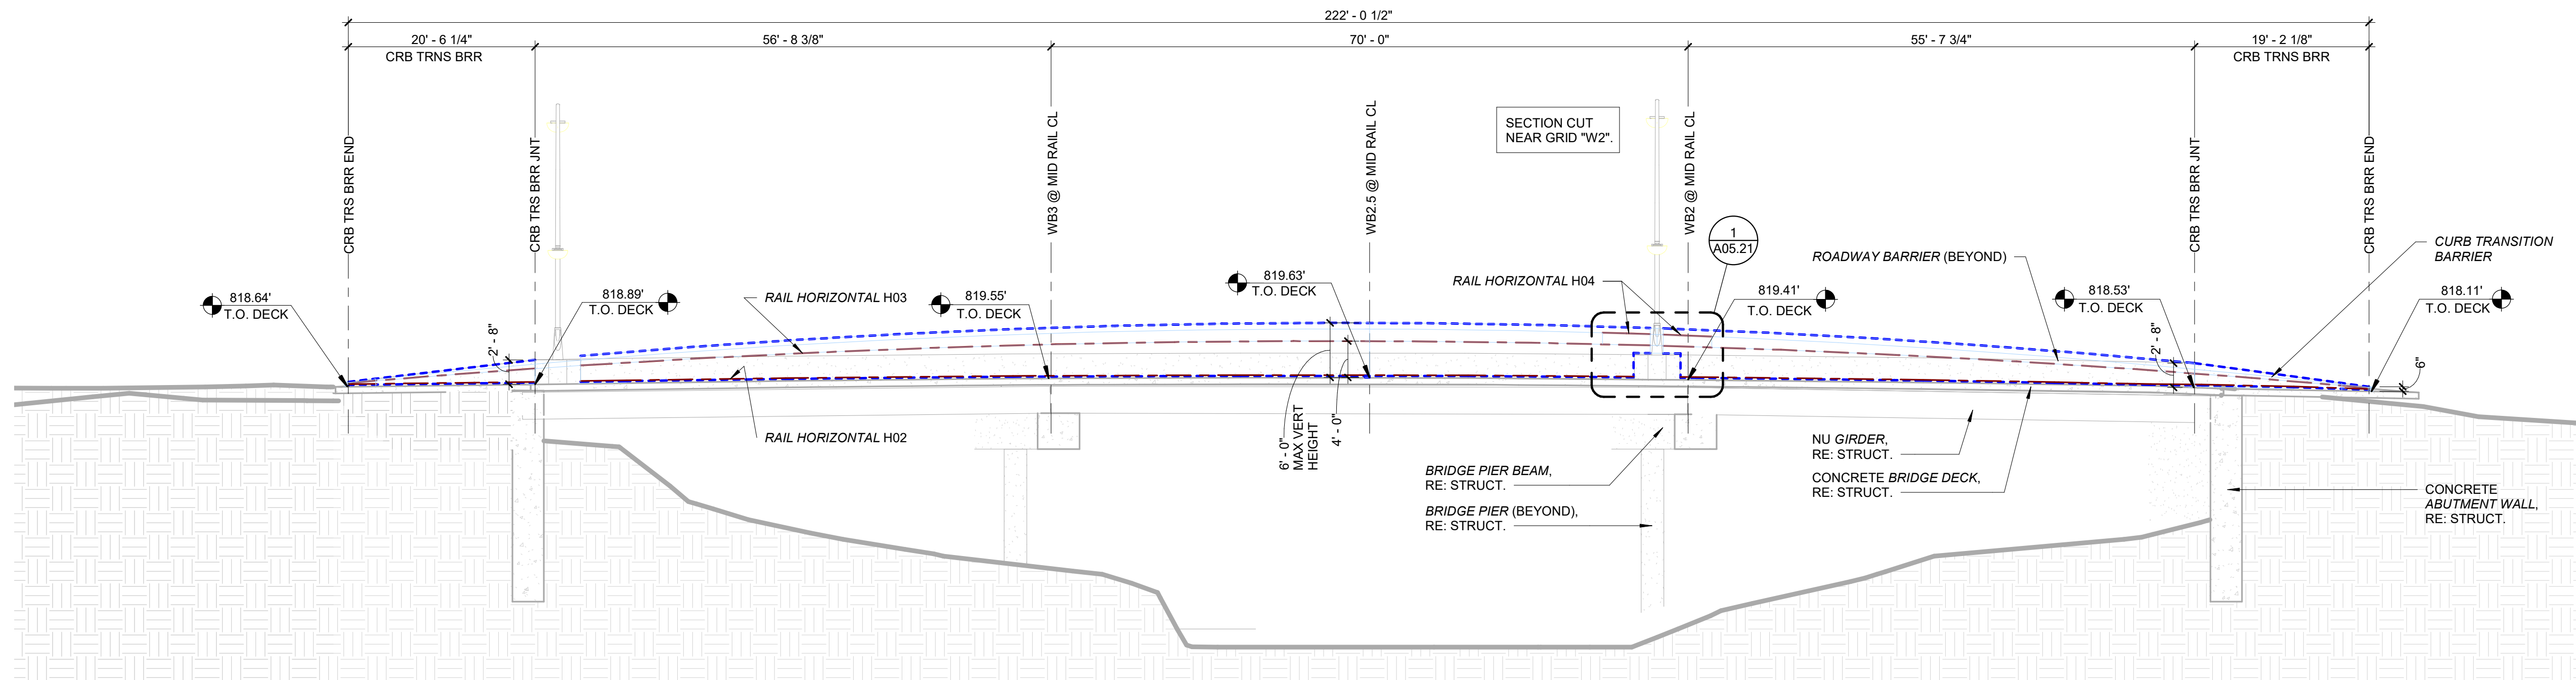 222' - 0 1/2"
20' - 6 1/4"
CRB TRNS BRR
56' - 8 3/8"
70' - 0"
55' - 7 3/4"
19' - 2 1/8"
CRB TRNS BRR
CRB TRS BRR END
CRB TRS BRR JNT
WB3 @ MID RAIL CL
WB2.5 @ MID RAIL CL
WB2 @ MID RAIL CL
CRB TRS BRR JNT
CRB TRS BRR END
SECTION CUT
NEAR GRID "W2".
1
A05.21
ROADWAY BARRIER (BEYOND)
CURB TRANSITION
BARRIER
818.64'
T.O. DECK
818.89'
T.O. DECK
RAIL HORIZONTAL H03
819.55'
T.O. DECK
819.63'
T.O. DECK
RAIL HORIZONTAL H04
819.41'
T.O. DECK
818.53'
T.O. DECK
818.11'
T.O. DECK
2' - 8"
2' - 8"
6"
RAIL HORIZONTAL H02
6' - 0"
MAX VERT
HEIGHT
4' - 0"
BRIDGE PIER BEAM,
RE: STRUCT.
BRIDGE PIER (BEYOND),
RE: STRUCT.
NU GIRDER,
RE: STRUCT.
CONCRETE BRIDGE DECK,
RE: STRUCT.
CONCRETE
ABUTMENT WALL,
RE: STRUCT.